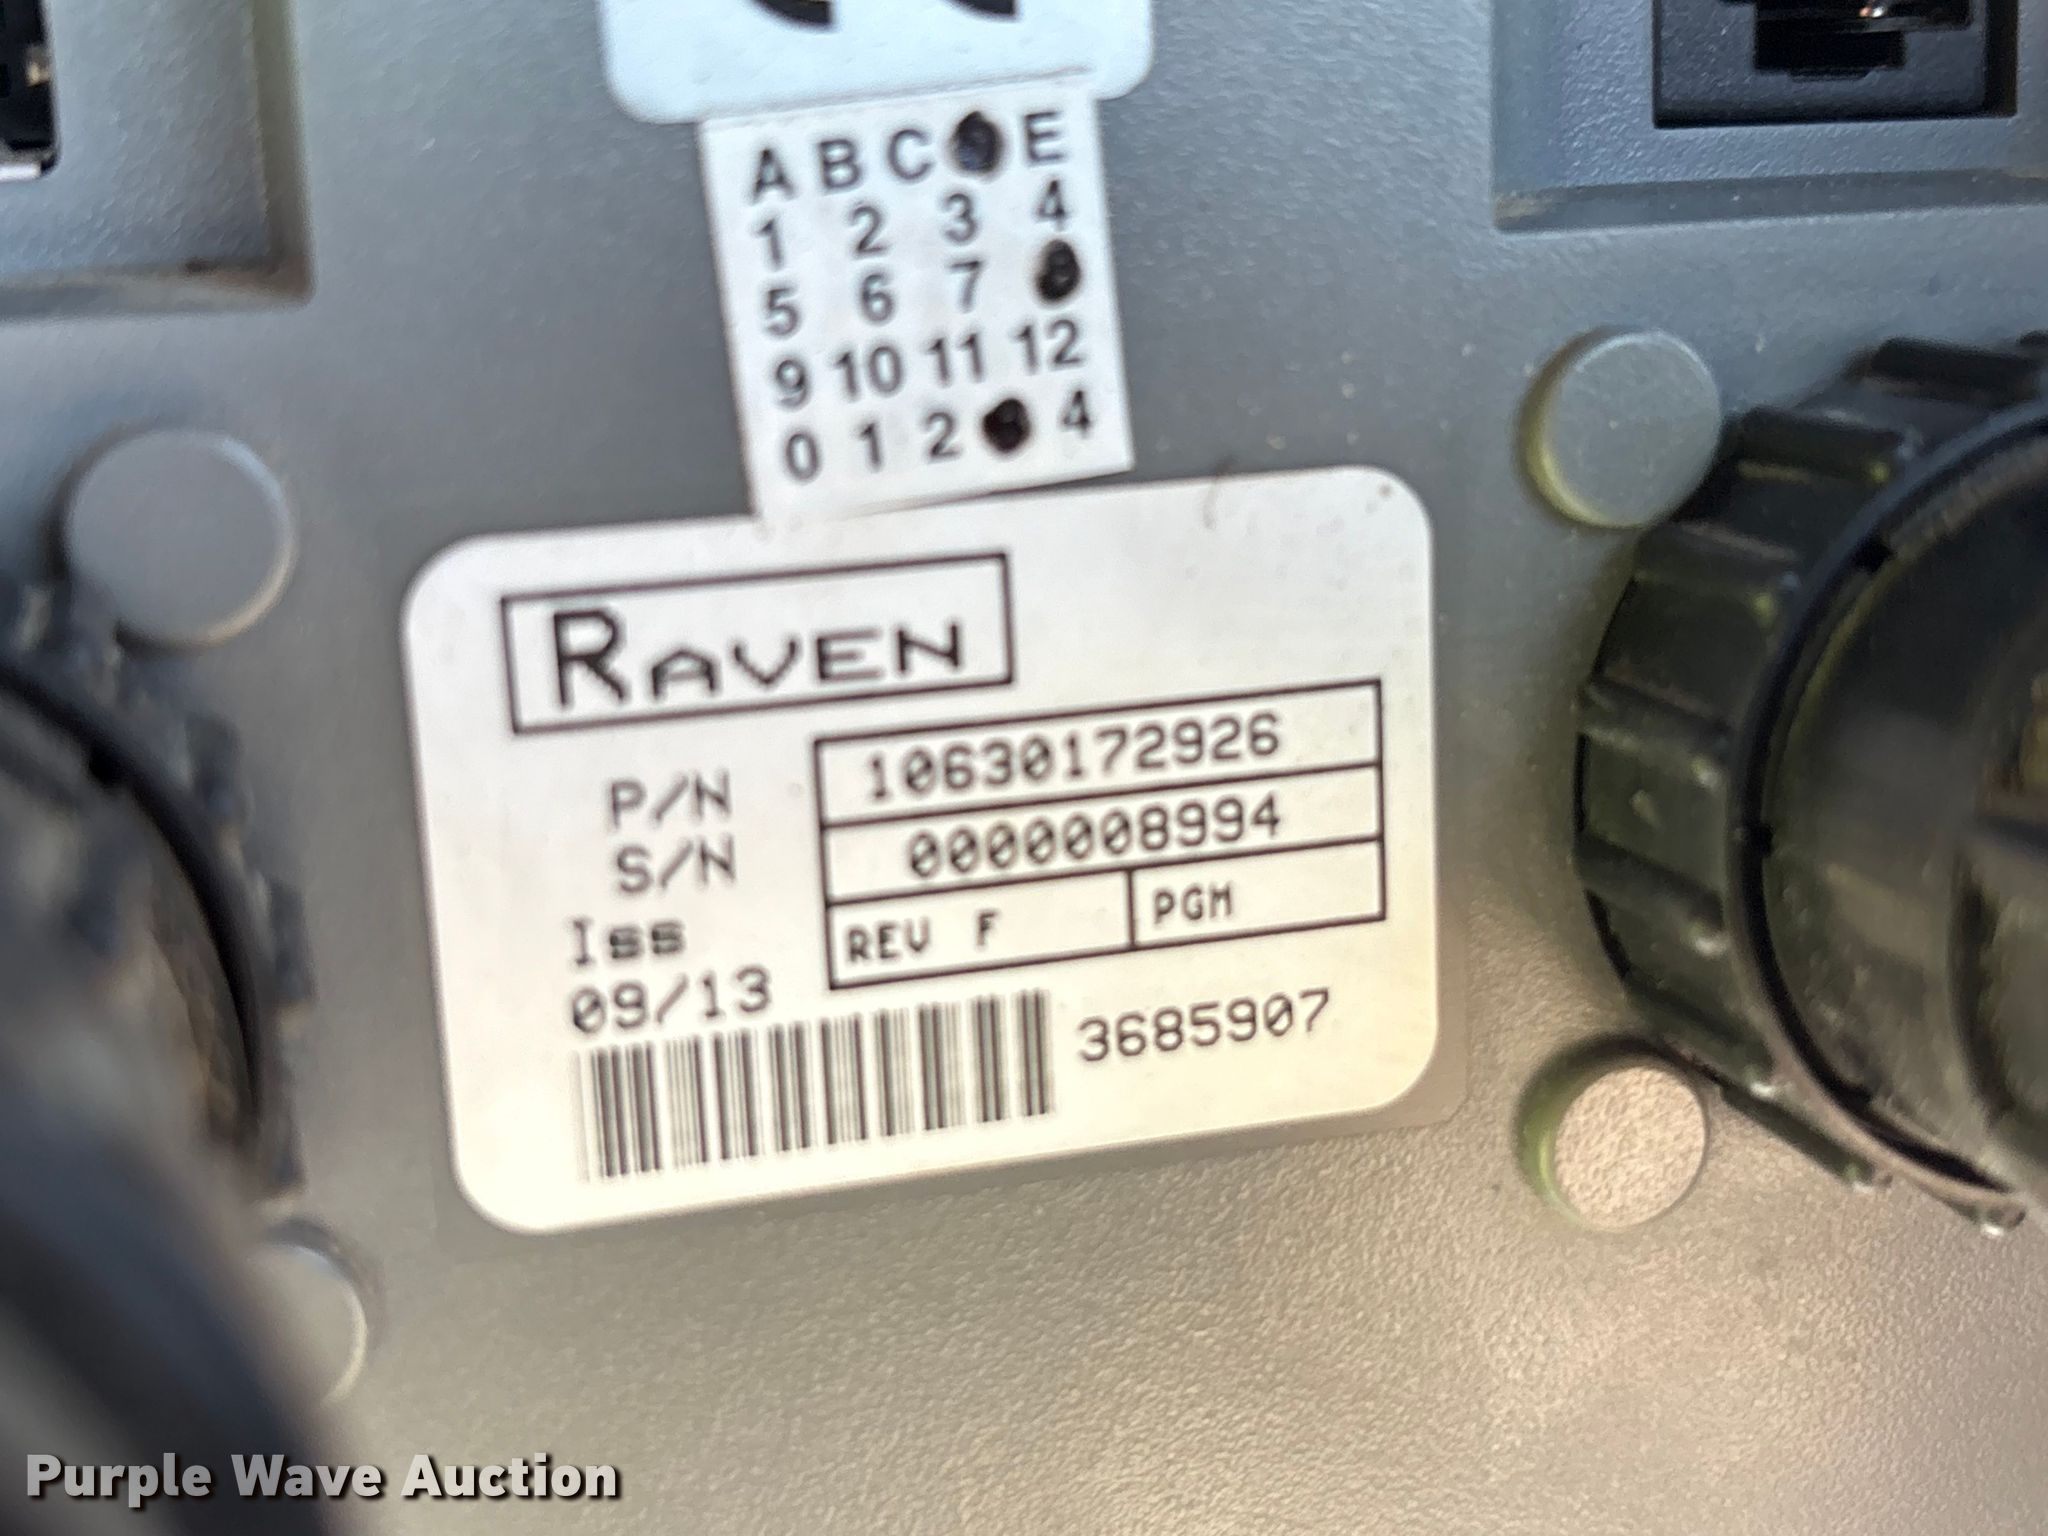 A B C E
1 2 3 4
5 6 7
9 10 11 12
0 1 2 4
RAVEN
P/N 10630172926
S/N 0000008994
Iss REV F PGM
09/13
3685907
Purple Wave Auction